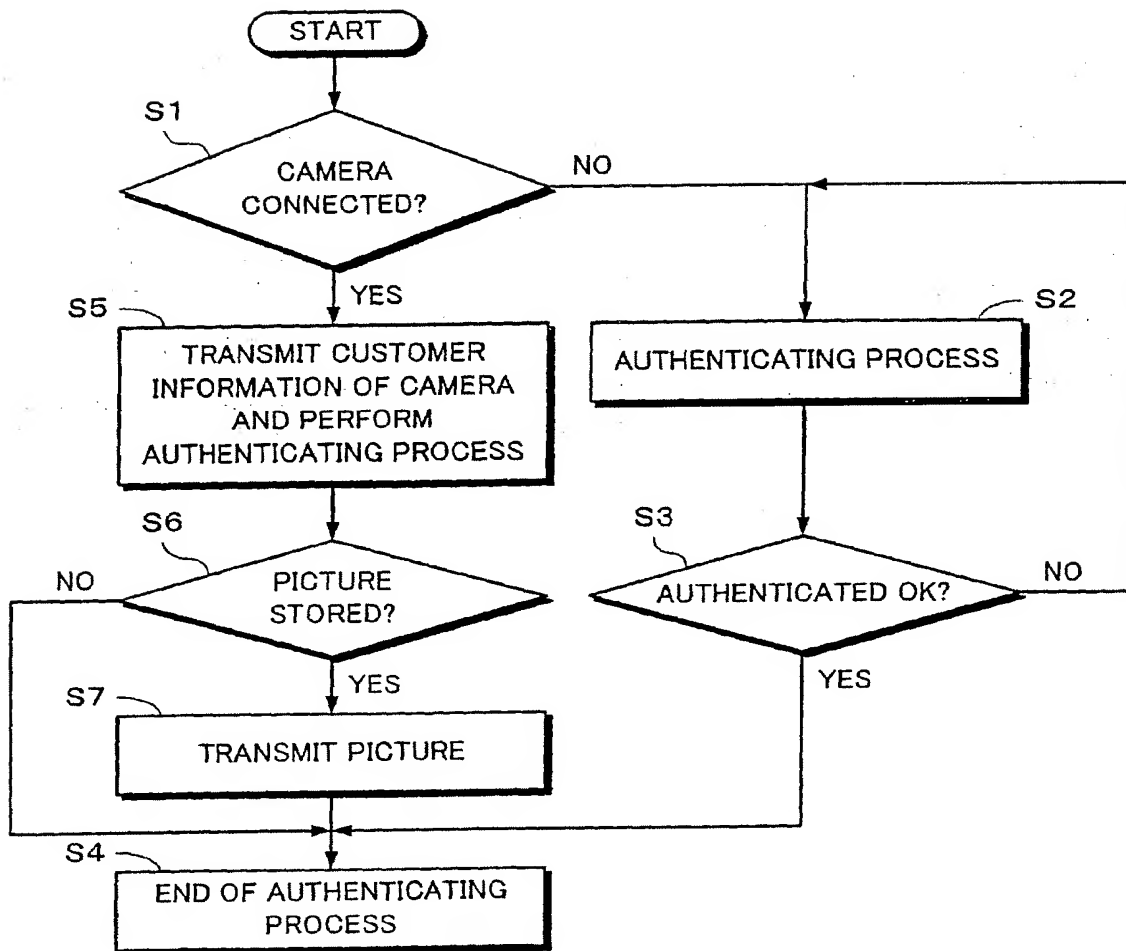 START
S1
CAMERA
CONNECTED?
NO
YES
S5
TRANSMIT CUSTOMER
INFORMATION OF CAMERA
AND PERFORM
AUTHENTICATING PROCESS
S2
AUTHENTICATING PROCESS
S6
PICTURE
STORED?
NO
YES
S3
AUTHENTICATED OK?
NO
YES
S7
TRANSMIT PICTURE
S4
END OF AUTHENTICATING
PROCESS